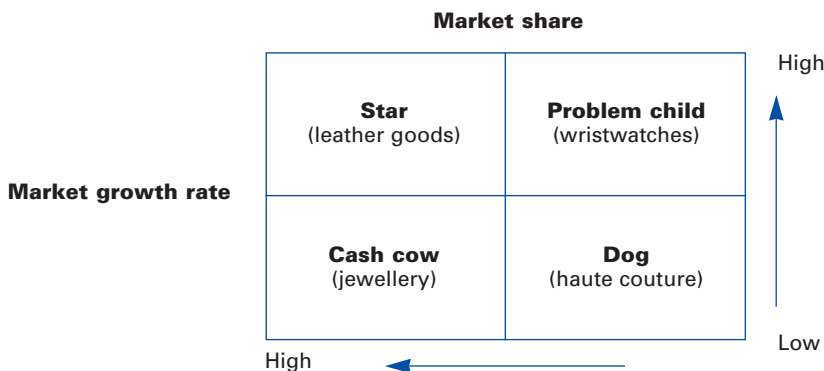 Market share
High
Star
(leather goods)
Problem child
(wristwatches)
Market growth rate
Cash cow
(jewellery)
Dog
(haute couture)
Low
High